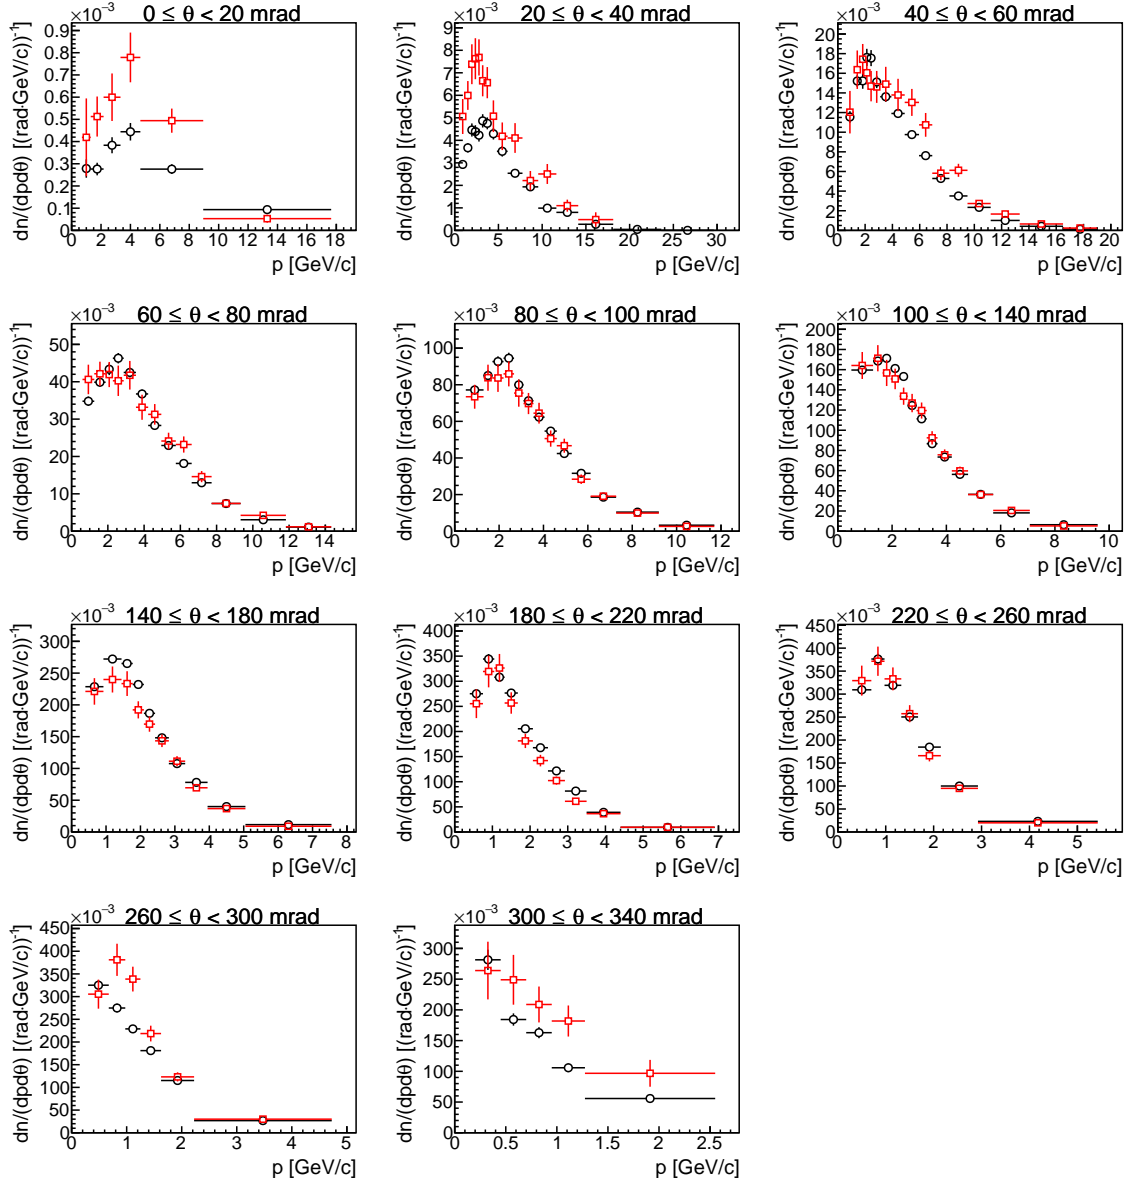 ×10⁻³ 0 ≤ θ < 20 mrad
dn/(dpdθ) [(rad·GeV/c))⁻¹]
0.9
0.8
0.7
0.6
0.5
0.4
0.3
0.2
0.1
0
0 2 4 6 8 10 12 14 16 18
p [GeV/c]
×10⁻³ 20 ≤ θ < 40 mrad
dn/(dpdθ) [(rad·GeV/c))⁻¹]
9
8
7
6
5
4
3
2
1
0
0 5 10 15 20 25 30
p [GeV/c]
×10⁻³ 40 ≤ θ < 60 mrad
dn/(dpdθ) [(rad·GeV/c))⁻¹]
20
18
16
14
12
10
8
6
4
2
0
0 2 4 6 8 10 12 14 16 18 20
p [GeV/c]
×10⁻³ 60 ≤ θ < 80 mrad
dn/(dpdθ) [(rad·GeV/c))⁻¹]
50
40
30
20
10
0
0 2 4 6 8 10 12 14
p [GeV/c]
×10⁻³ 80 ≤ θ < 100 mrad
dn/(dpdθ) [(rad·GeV/c))⁻¹]
100
80
60
40
20
0
0 2 4 6 8 10 12
p [GeV/c]
×10⁻³ 100 ≤ θ < 140 mrad
dn/(dpdθ) [(rad·GeV/c))⁻¹]
200
180
160
140
120
100
80
60
40
20
0
0 2 4 6 8 10
p [GeV/c]
×10⁻³ 140 ≤ θ < 180 mrad
dn/(dpdθ) [(rad·GeV/c))⁻¹]
300
250
200
150
100
50
0
0 1 2 3 4 5 6 7 8
p [GeV/c]
×10⁻³ 180 ≤ θ < 220 mrad
dn/(dpdθ) [(rad·GeV/c))⁻¹]
400
350
300
250
200
150
100
50
0
0 1 2 3 4 5 6 7
p [GeV/c]
×10⁻³ 220 ≤ θ < 260 mrad
dn/(dpdθ) [(rad·GeV/c))⁻¹]
450
400
350
300
250
200
150
100
50
0
0 1 2 3 4 5
p [GeV/c]
×10⁻³ 260 ≤ θ < 300 mrad
dn/(dpdθ) [(rad·GeV/c))⁻¹]
450
400
350
300
250
200
150
100
50
0
0 1 2 3 4 5
p [GeV/c]
×10⁻³ 300 ≤ θ < 340 mrad
dn/(dpdθ) [(rad·GeV/c))⁻¹]
300
250
200
150
100
50
0
0 0.5 1 1.5 2 2.5
p [GeV/c]